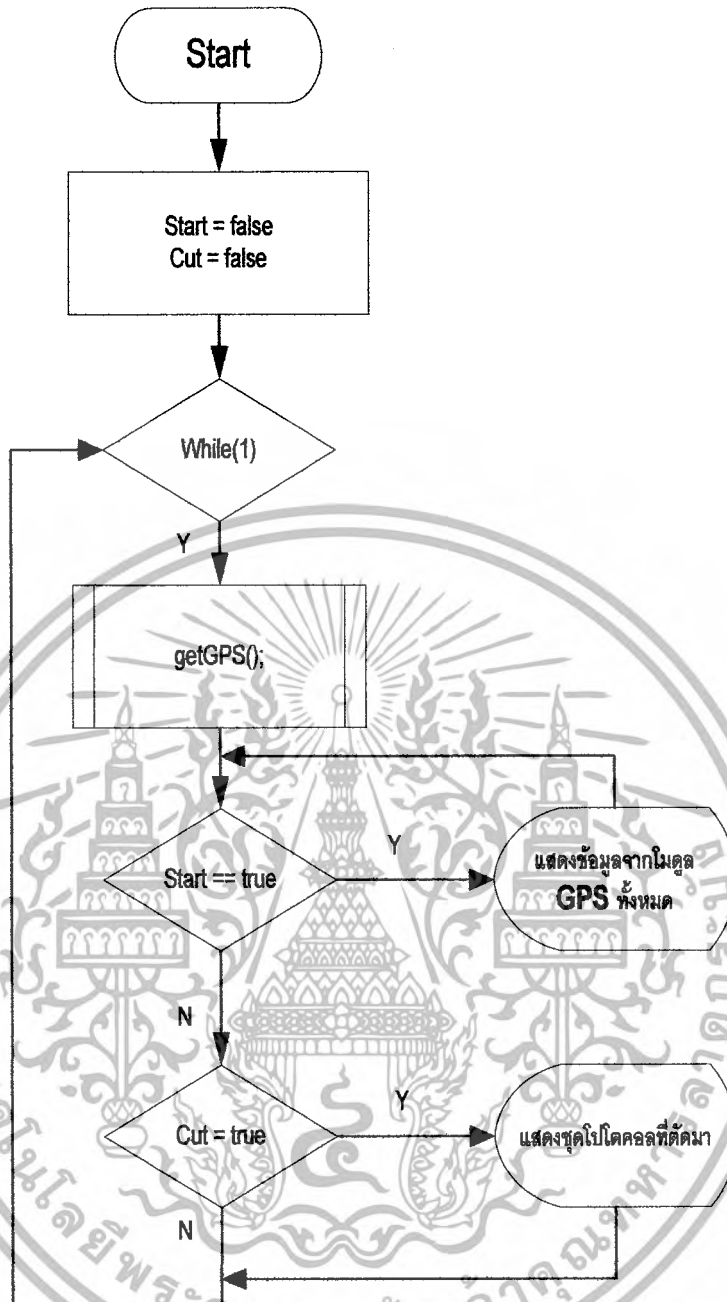 Start
Start = false
Cut = false
While(1)
Y
getGPS();
Start == true
Y
แสดงข้อมูลจากโมดูล
GPS ทั้งหมด
N
Cut = true
Y
แสดงชุดโปโตคอลที่ตัดมา
N